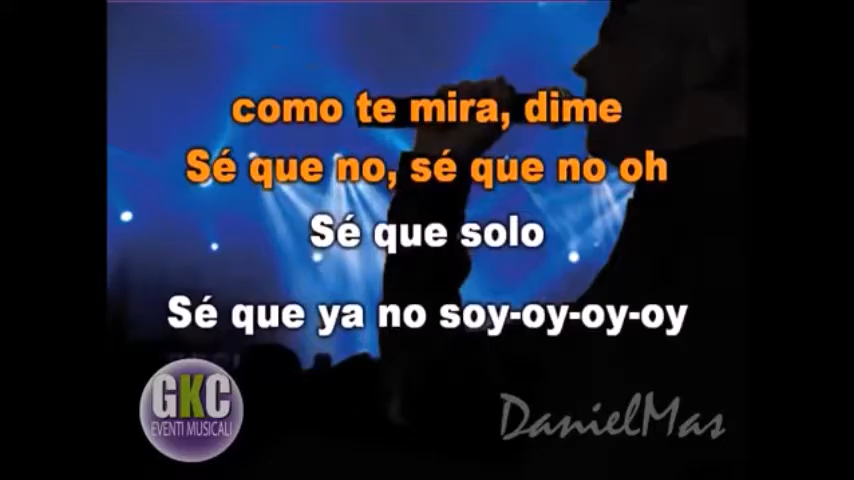 como te mira, dime
Sé que no, sé que no oh
Sé que solo
Sé que ya no soy-oy-oy-oy
GKC
EVENTI MUSICALI
DanielMas